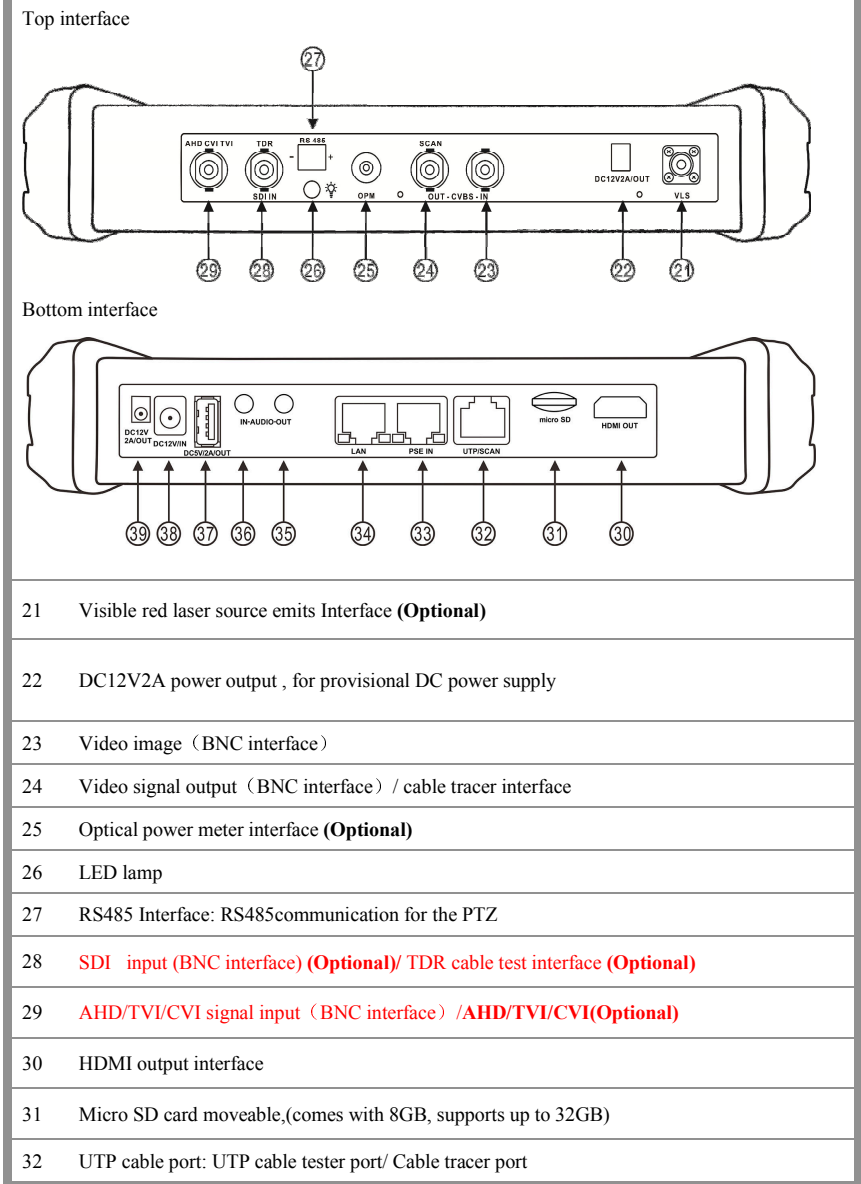 Top interface
27
AHD CVI TVI TDR RS 485 SCAN
- +
DC12V2A/OUT
SDI IN OPM OUT - CVBS - IN VLS
29 28 26 25 24 23 22 21
Bottom interface
DC12V
2A/OUT DC12V/IN DC5V/2A/OUT IN-AUDIO-OUT LAN PSE IN UTP/SCAN micro SD HDMI OUT
39 38 37 36 35 34 33 32 31 30
21 Visible red laser source emits Interface (Optional)
22 DC12V2A power output , for provisional DC power supply
23 Video image（BNC interface）
24 Video signal output（BNC interface）/ cable tracer interface
25 Optical power meter interface (Optional)
26 LED lamp
27 RS485 Interface: RS485communication for the PTZ
28 SDI input (BNC interface) (Optional)/ TDR cable test interface (Optional)
29 AHD/TVI/CVI signal input（BNC interface）/AHD/TVI/CVI(Optional)
30 HDMI output interface
31 Micro SD card moveable,(comes with 8GB, supports up to 32GB)
32 UTP cable port: UTP cable tester port/ Cable tracer port